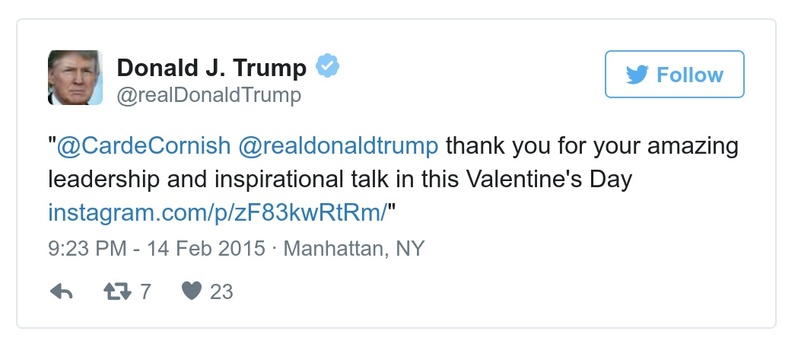 Donald J. Trump
@realDonaldTrump
Follow
"@CardeCornish @realdonaldtrump thank you for your amazing
leadership and inspirational talk in this Valentine's Day
instagram.com/p/zF83kwRtRm/"
9:23 PM - 14 Feb 2015 · Manhattan, NY
7 23